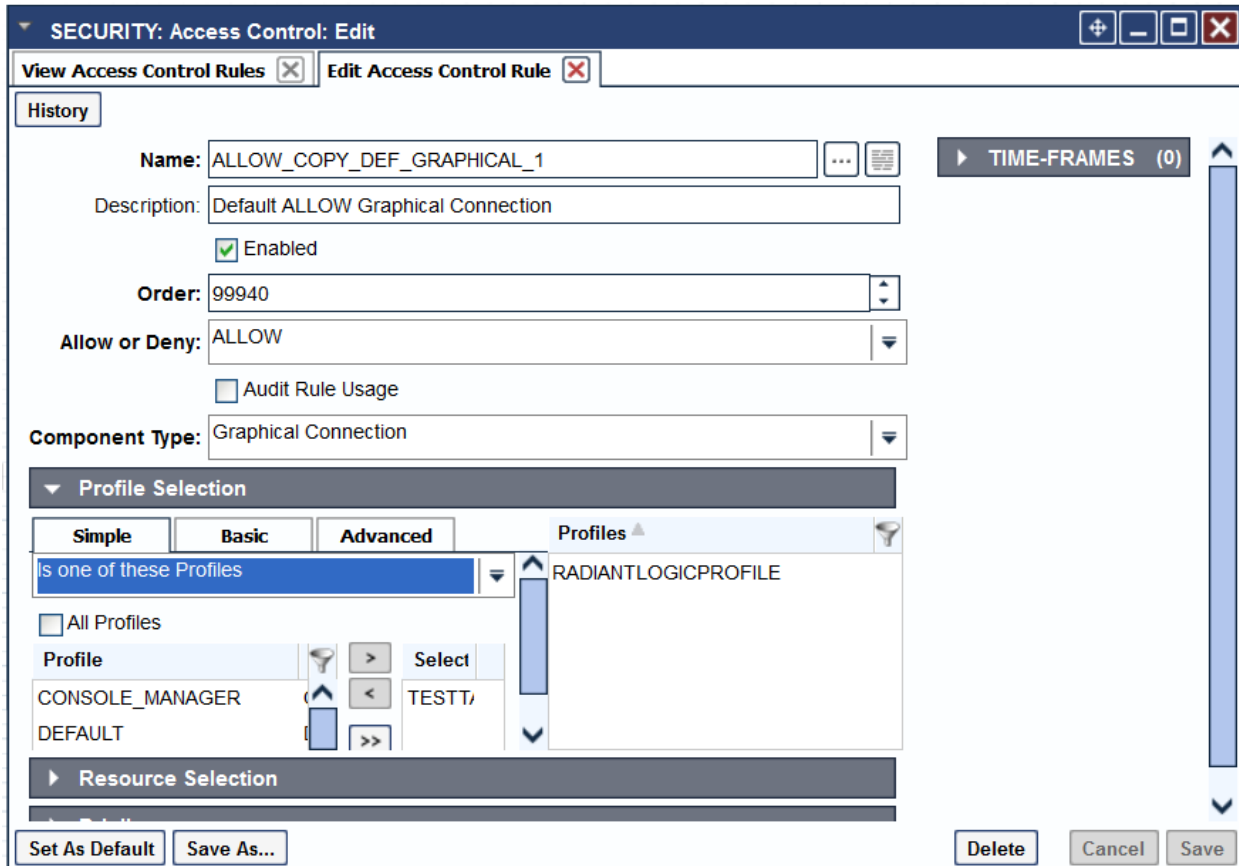 SECURITY: Access Control: Edit
View Access Control Rules
Edit Access Control Rule
History
Name: ALLOW_COPY_DEF_GRAPHICAL_1 ...
TIME-FRAMES (0)
Description: Default ALLOW Graphical Connection
Enabled
Order: 99940
Allow or Deny: ALLOW
Audit Rule Usage
Component Type: Graphical Connection
Profile Selection
Simple Basic Advanced
Profiles
Is one of these Profiles
RADIANTLOGICPROFILE
All Profiles
Profile > Select
CONSOLE_MANAGER < 
DEFAULT >>
Resource Selection
Set As Default Save As... Delete Cancel Save